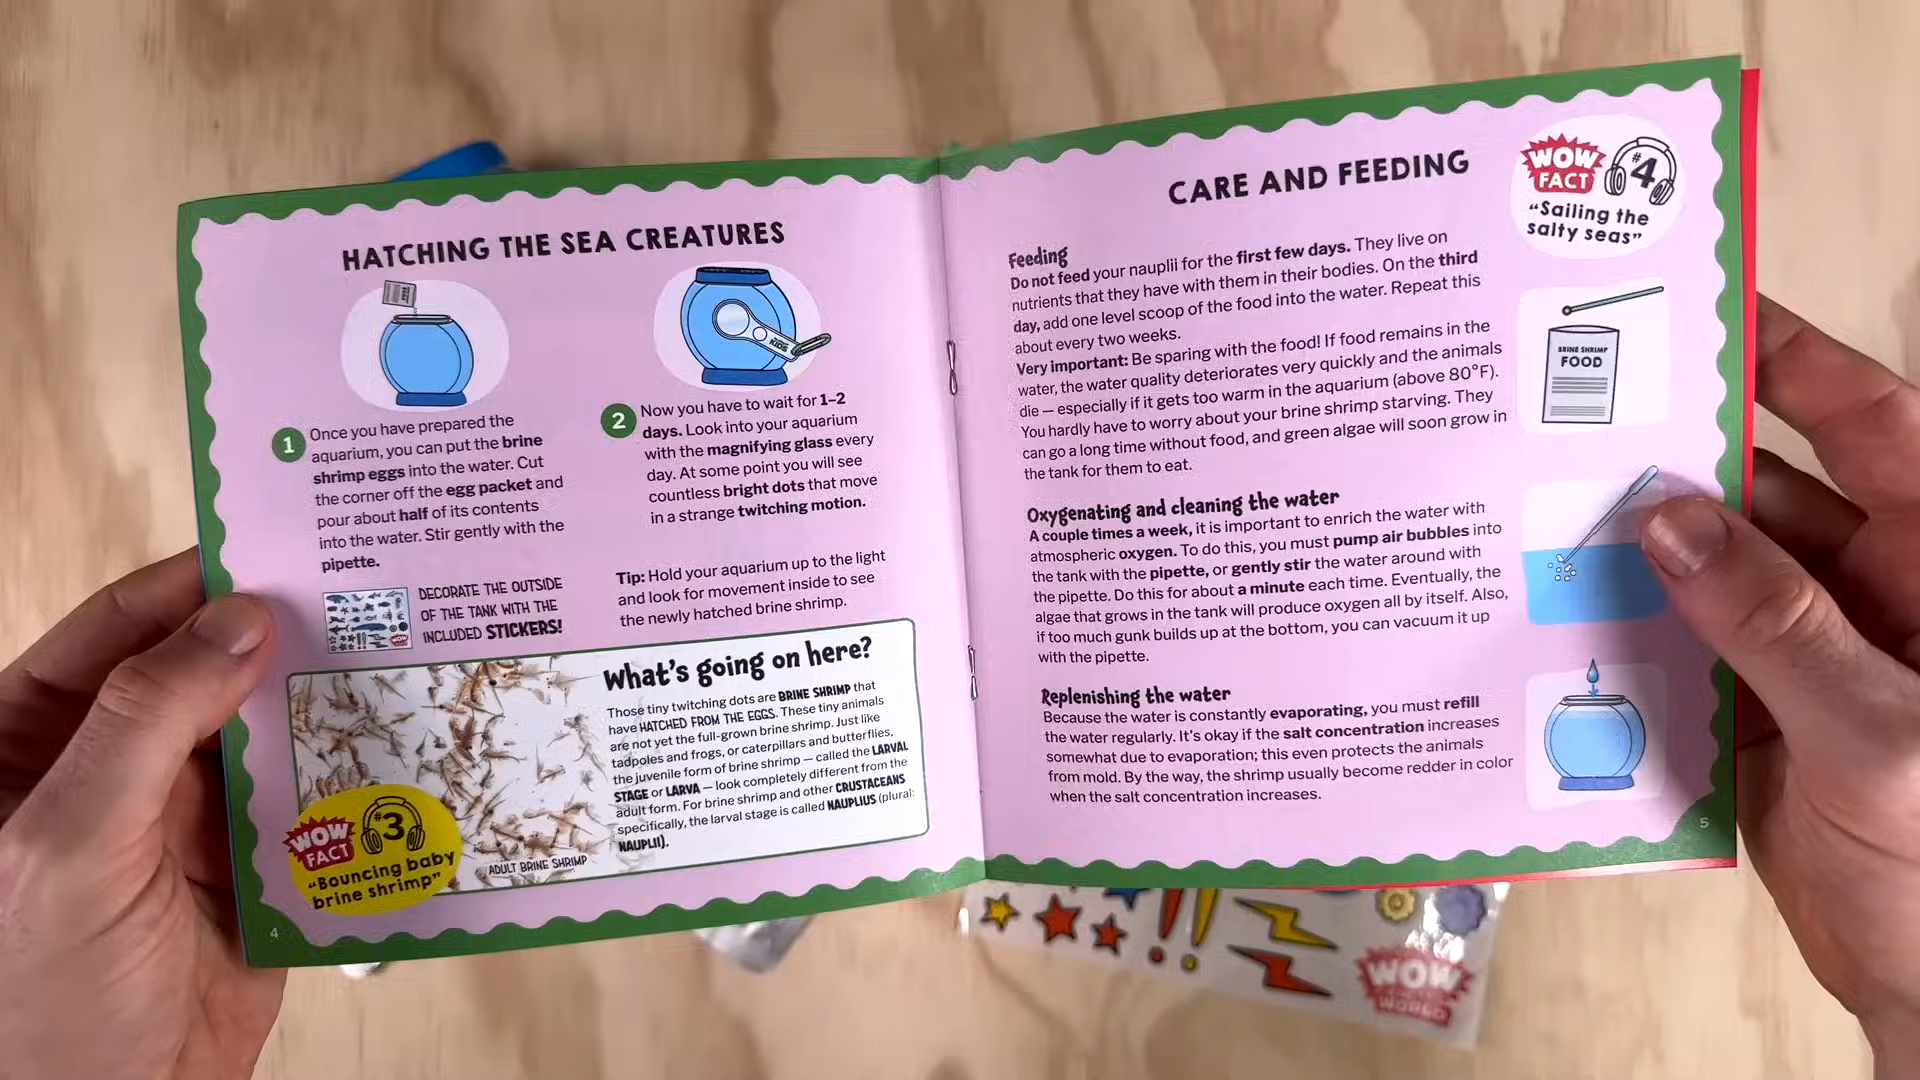 HATCHING THE SEA CREATURES
KIDS
1
Once you have prepared the
aquarium, you can put the brine
shrimp eggs into the water. Cut
the corner off the egg packet and
pour about half of its contents
into the water. Stir gently with the
pipette.
2
Now you have to wait for 1–2
days. Look into your aquarium
with the magnifying glass every
day. At some point you will see
countless bright dots that move
in a strange twitching motion.
DECORATE THE OUTSIDE
OF THE TANK WITH THE
INCLUDED STICKERS!
Tip: Hold your aquarium up to the light
and look for movement inside to see
the newly hatched brine shrimp.
What's going on here?
Those tiny twitching dots are BRINE SHRIMP that
have HATCHED FROM THE EGGS. These tiny animals
are not yet the full-grown brine shrimp. Just like
tadpoles and frogs, or caterpillars and butterflies,
the juvenile form of brine shrimp — called the LARVAL
STAGE or LARVA — look completely different from the
adult form. For brine shrimp and other CRUSTACEANS
specifically, the larval stage is called NAUPLIUS (plural:
NAUPLII).
WOW
FACT
#3
"Bouncing baby
brine shrimp"
ADULT BRINE SHRIMP
4
CARE AND FEEDING
WOW
FACT
#4
"Sailing the
salty seas"
Feeding
Do not feed your nauplii for the first few days. They live on
nutrients that they have with them in their bodies. On the third
day, add one level scoop of the food into the water. Repeat this
about every two weeks.
Very important: Be sparing with the food! If food remains in the
water, the water quality deteriorates very quickly and the animals
die — especially if it gets too warm in the aquarium (above 80°F).
You hardly have to worry about your brine shrimp starving. They
can go a long time without food, and green algae will soon grow in
the tank for them to eat.
BRINE SHRIMP
FOOD
Oxygenating and cleaning the water
A couple times a week, it is important to enrich the water with
atmospheric oxygen. To do this, you must pump air bubbles into
the tank with the pipette, or gently stir the water around with
the pipette. Do this for about a minute each time. Eventually, the
algae that grows in the tank will produce oxygen all by itself. Also,
if too much gunk builds up at the bottom, you can vacuum it up
with the pipette.
Replenishing the water
Because the water is constantly evaporating, you must refill
the water regularly. It's okay if the salt concentration increases
somewhat due to evaporation; this even protects the animals
from mold. By the way, the shrimp usually become redder in color
when the salt concentration increases.
5
WOW
WORLD